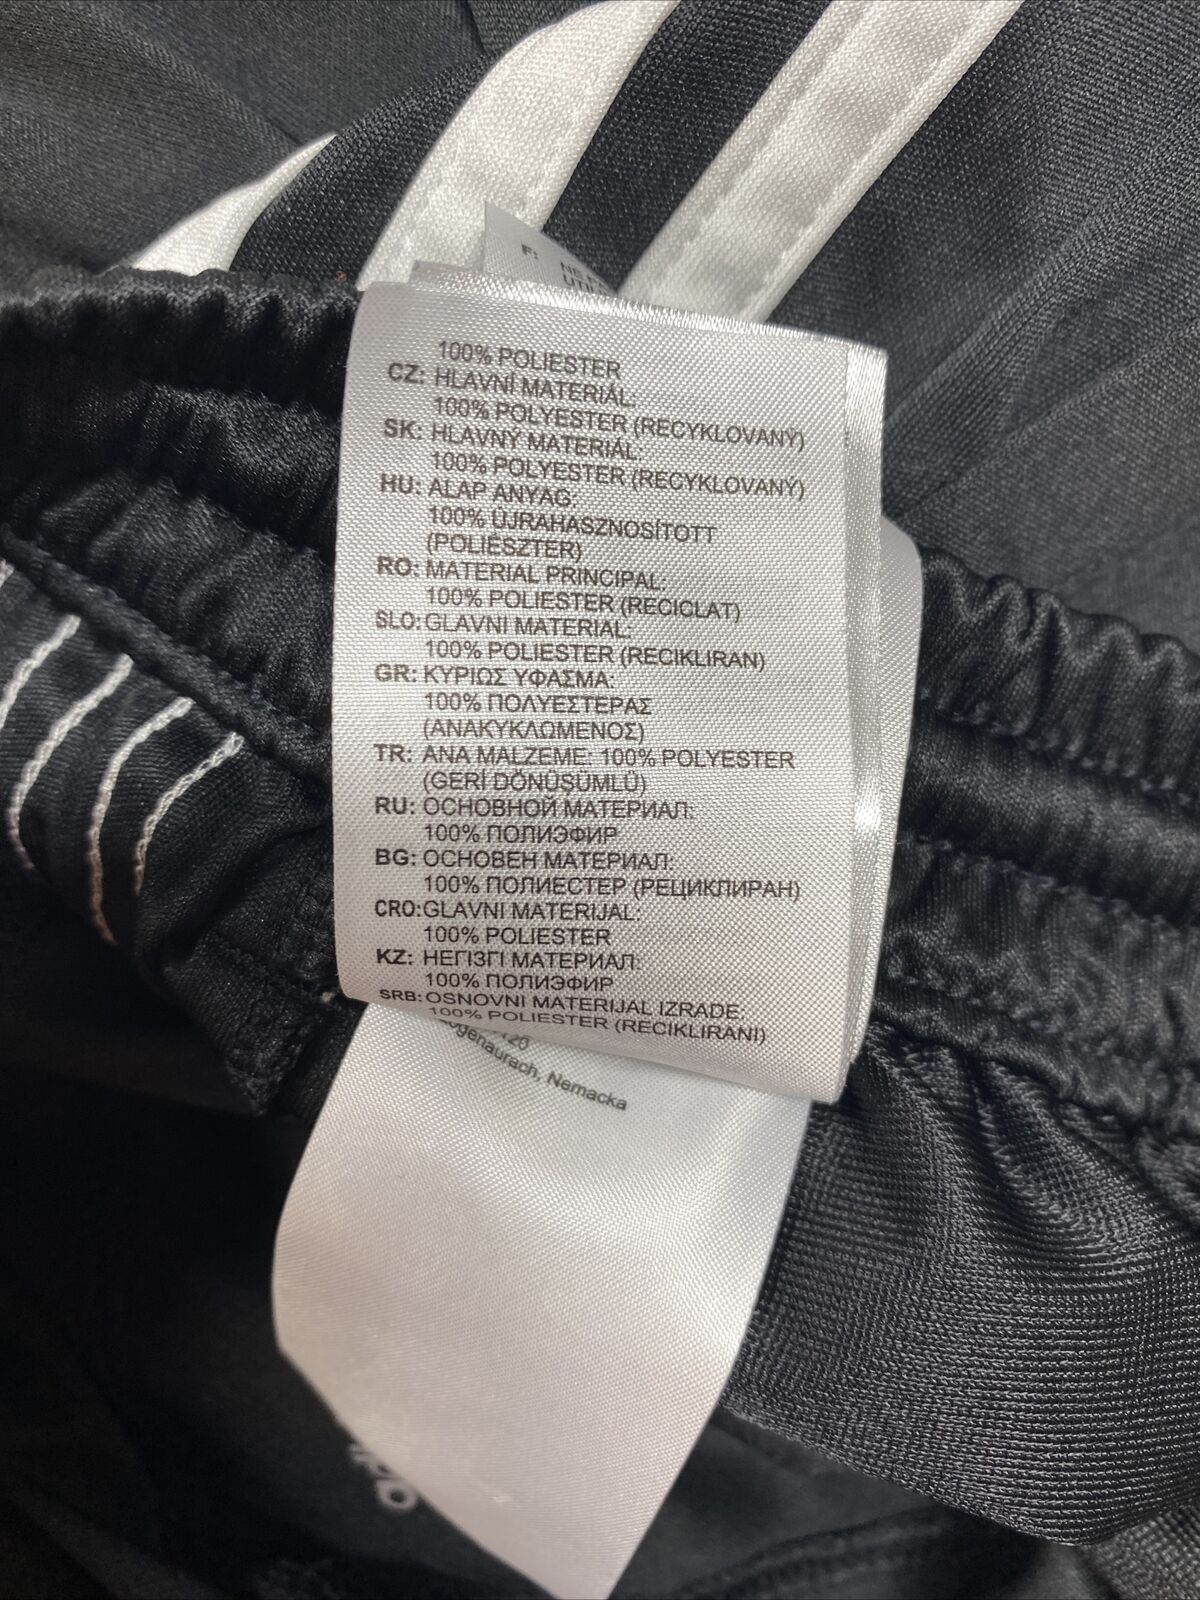 F:
100% POLIESTER
CZ: HLAVNÍ MATERIÁL:
100% POLYESTER (RECYKLOVANÝ)
SK: HLAVNÝ MATERIÁL:
100% POLYESTER (RECYKLOVANÝ)
HU: ALAP ANYAG:
100% ÚJRAHASZNOSÍTOTT
(POLIÉSZTER)
RO: MATERIAL PRINCIPAL:
100% POLIESTER (RECICLAT)
SLO: GLAVNI MATERIAL:
100% POLIESTER (RECIKLIRAN)
GR: ΚΥΡΙΩΣ ΥΦΑΣΜΑ:
100% ΠΟΛΥΕΣΤΕΡΑΣ
(ΑΝΑΚΥΚΛΩΜΕΝΟΣ)
TR: ANA MALZEME: 100% POLYESTER
(GERİ DÖNÜŞÜMLÜ)
RU: ОСНОВНОЙ МАТЕРИАЛ:
100% ПОЛИЭФИР
BG: ОСНОВЕН МАТЕРИАЛ:
100% ПОЛИЕСТЕР (РЕЦИКЛИРАН)
CRO: GLAVNI MATERIJAL:
100% POLIESTER
KZ: НЕГІЗГІ МАТЕРИАЛ:
100% ПОЛИЭФИР
SRB: OSNOVNI MATERIJAL IZRADE:
100% POLIESTER (RECIKLIRANI)
Nemacka